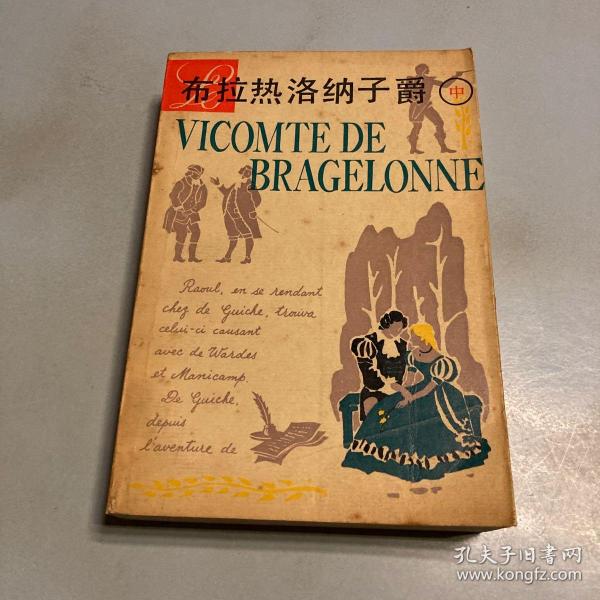 布拉热洛纳子爵 中
VICOMTE DE
BRAGELONNE
Raoul, en se rendant
chez de Guiche, trouva
celui-ci causant
avec de Wardes
et Manicamp.
De Guiche,
depuis
l'aventure de
孔夫子旧书网
www.kongfz.com